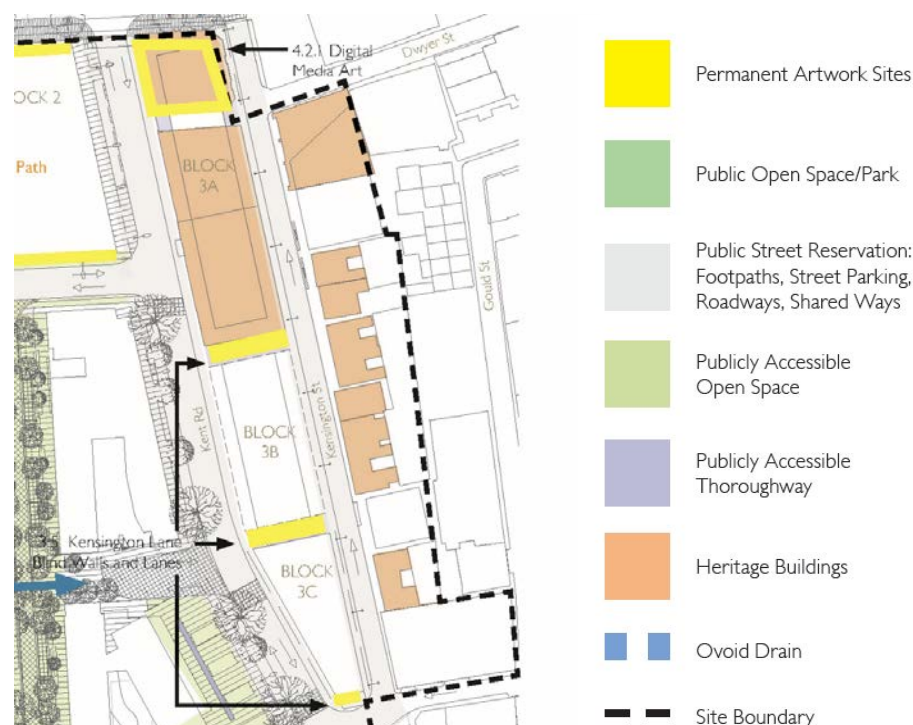 4.2.1 Digital
Media Art
Dwyer St
BLOCK 2
Path
BLOCK
3A
Gould St
Kent Rd
Kensington St
BLOCK
3B
3.5 Kensington Lane
Blind Walls and Lanes
BLOCK
3C
Permanent Artwork Sites
Public Open Space/Park
Public Street Reservation:
Footpaths, Street Parking,
Roadways, Shared Ways
Publicly Accessible
Open Space
Publicly Accessible
Thoroughway
Heritage Buildings
Ovoid Drain
Site Boundary